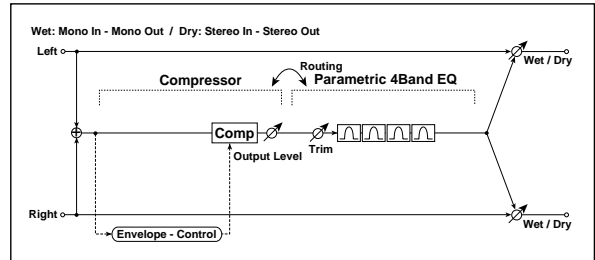 Wet: Mono In - Mono Out / Dry: Stereo In - Stereo Out
Left
Wet / Dry
Routing
Compressor
Parametric 4Band EQ
Comp
Output Level
Trim
Right
Wet / Dry
Envelope - Control